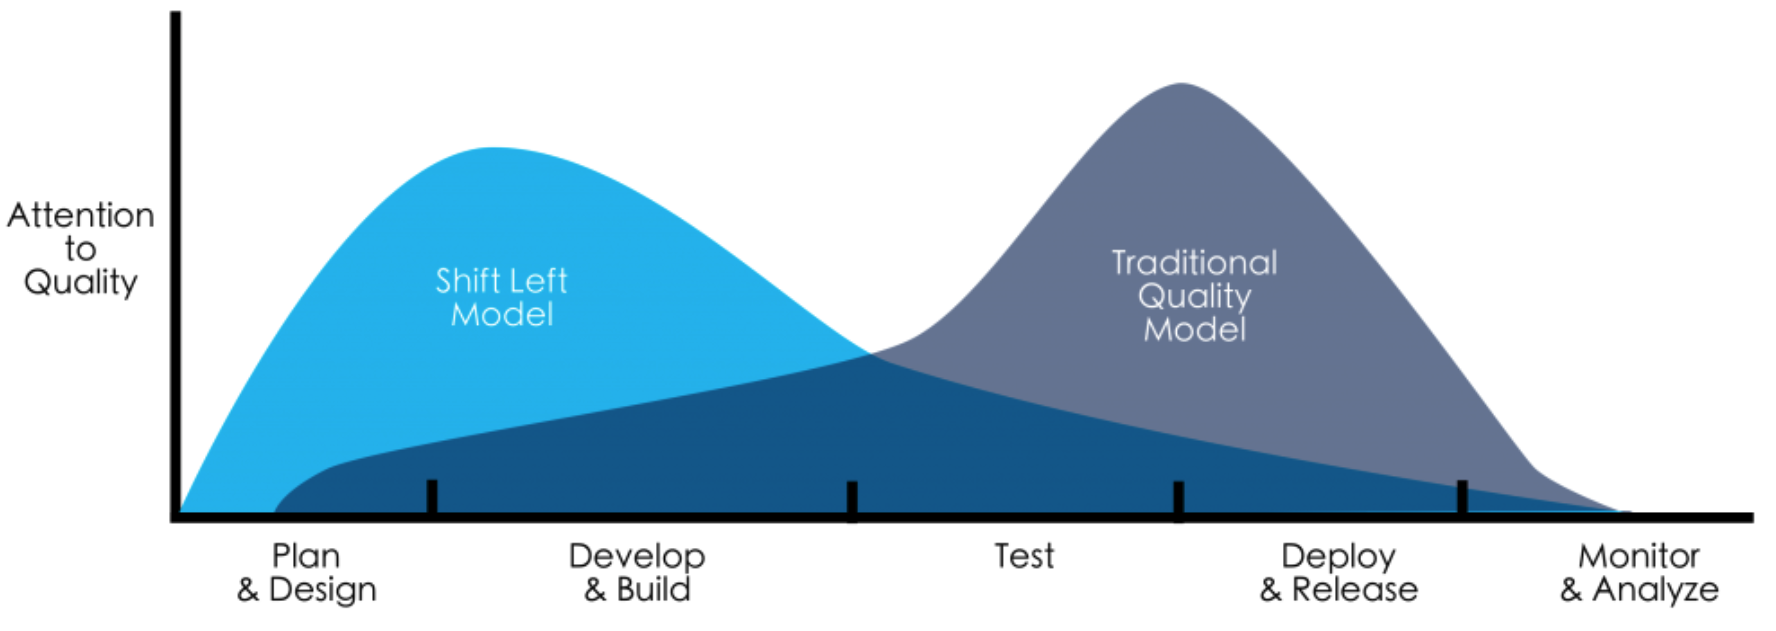 Attention
to
Quality
Shift Left
Model
Traditional
Quality
Model
Plan
& Design
Develop
& Build
Test
Deploy
& Release
Monitor
& Analyze